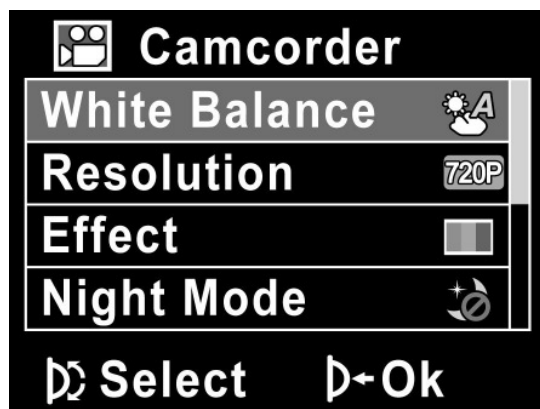 Camcorder
White Balance A
Resolution 720P
Effect
Night Mode
Select Ok